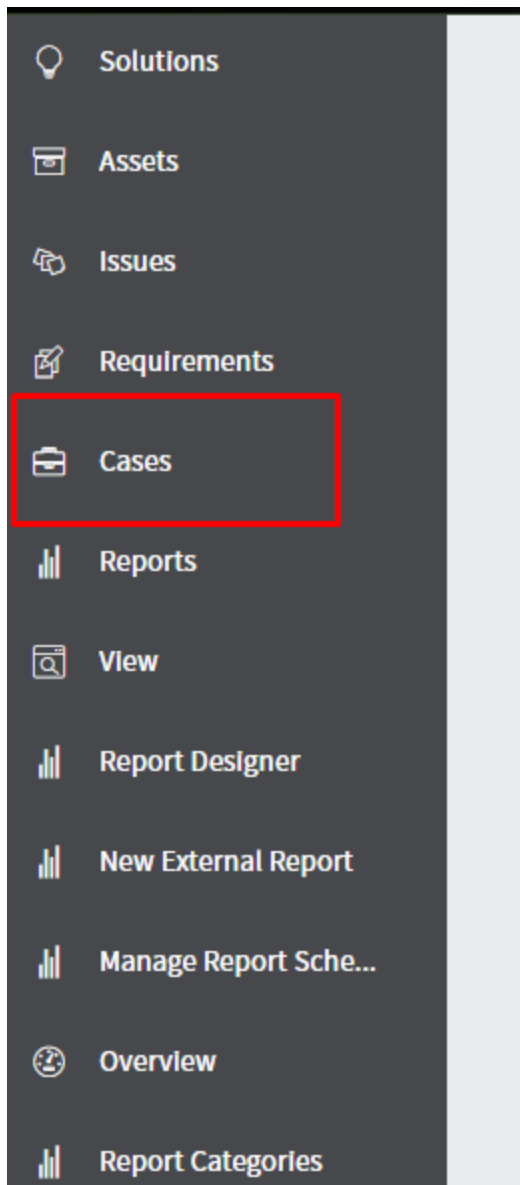 Solutions
Assets
Issues
Requirements
Cases
Reports
View
Report Designer
New External Report
Manage Report Sche...
Overview
Report Categories